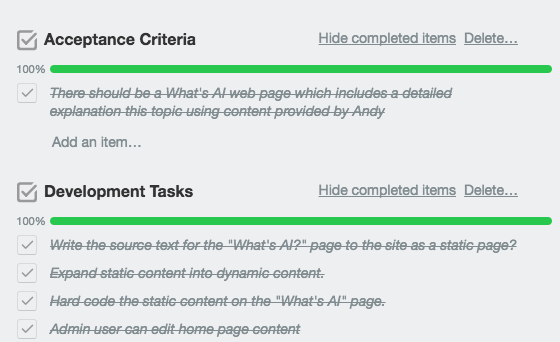 Acceptance Criteria Hide completed items Delete…
100%
There should be a What's AI web page which includes a detailed
explanation this topic using content provided by Andy
Add an item…
Development Tasks Hide completed items Delete…
100%
Write the source text for the "What's AI?" page to the site as a static page?
Expand static content into dynamic content.
Hard code the static content on the "What's AI" page.
Admin user can edit home page content